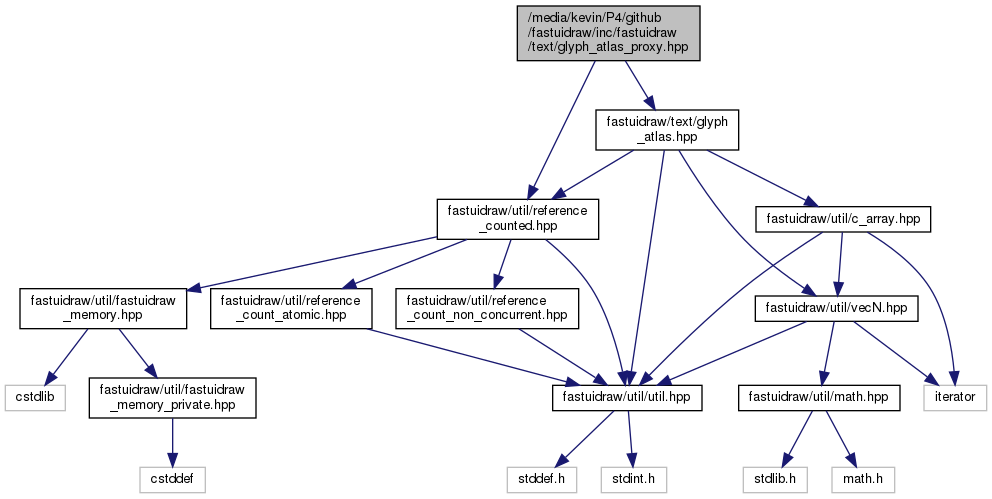 /media/kevin/P4/github
/fastuidraw/inc/fastuidraw
/text/glyph_atlas_proxy.hpp
fastuidraw/text/glyph
_atlas.hpp
fastuidraw/util/reference
_counted.hpp
fastuidraw/util/c_array.hpp
fastuidraw/util/fastuidraw
_memory.hpp
fastuidraw/util/reference
_count_atomic.hpp
fastuidraw/util/reference
_count_non_concurrent.hpp
fastuidraw/util/vecN.hpp
cstdlib
fastuidraw/util/fastuidraw
_memory_private.hpp
fastuidraw/util/util.hpp
fastuidraw/util/math.hpp
iterator
cstddef
stddef.h
stdint.h
stdlib.h
math.h